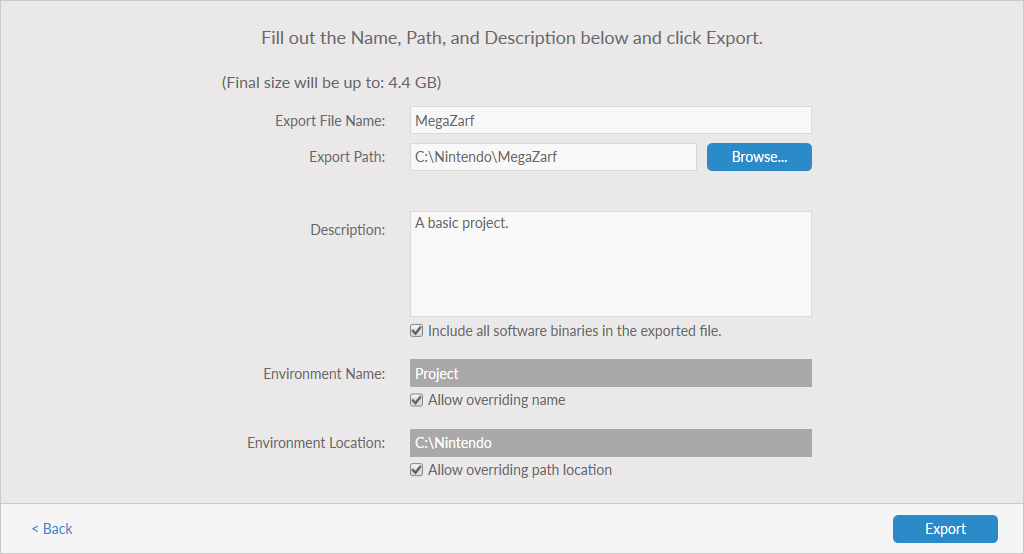 Fill out the Name, Path, and Description below and click Export.
(Final size will be up to: 4.4 GB)
Export File Name: MegaZarf
Export Path: C:\Nintendo\MegaZarf Browse...
Description: A basic project.
Include all software binaries in the exported file.
Environment Name: Project
Allow overriding name
Environment Location: C:\Nintendo
Allow overriding path location
< Back Export